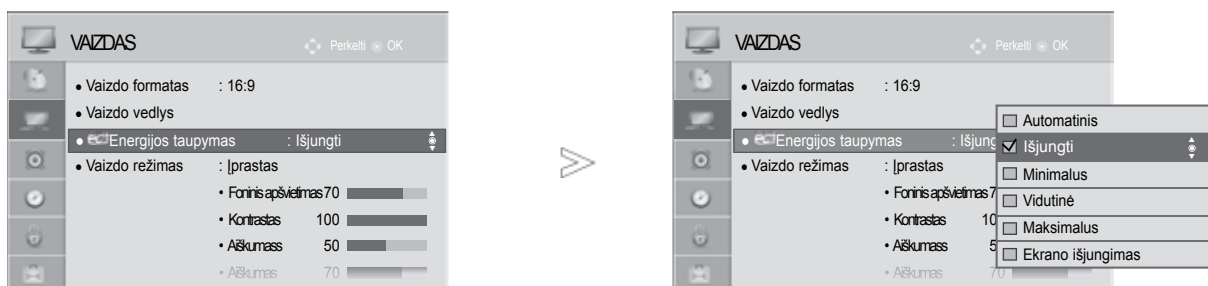 VAIZDAS Perkelti OK
• Vaizdo formatas : 16:9
• Vaizdo vedlys
• Energijos taupymas : Išjungti
• Vaizdo režimas : Įprastas
• Foninis apšvietimas 70
• Kontrastas 100
• Aiškumass 50
• Aiškumas 70
VAIZDAS Perkelti OK
• Vaizdo formatas : 16:9
• Vaizdo vedlys
• Energijos taupymas : Išjung
• Vaizdo režimas : Įprastas
• Foninis apšvietimas 7
• Kontrastas 10
• Aiškumass 5
• Aiškumas 70
Automatinis
Išjungti
Minimalus
Vidutinė
Maksimalus
Ekrano išjungimas